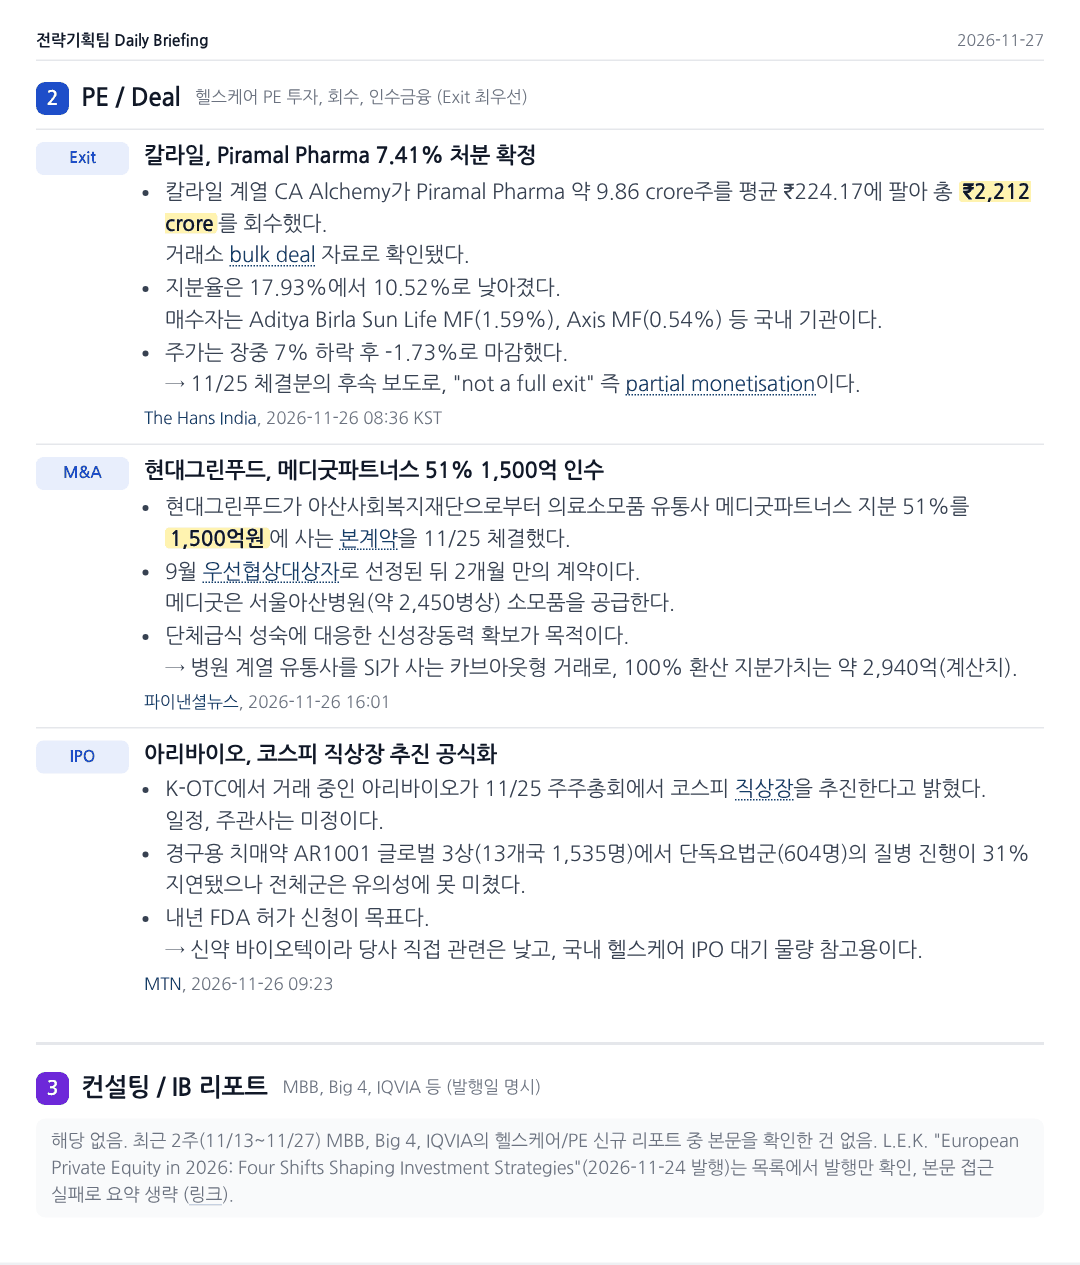 전략기획팀 Daily Briefing
2026-11-27
2 PE / Deal 헬스케어 PE 투자, 회수, 인수금융 (Exit 최우선)
Exit 칼라일, Piramal Pharma 7.41% 처분 확정
• 칼라일 계열 CA Alchemy가 Piramal Pharma 약 9.86 crore주를 평균 ₹224.17에 팔아 총 ₹2,212
crore를 회수했다.
거래소 bulk deal 자료로 확인됐다.
• 지분율은 17.93%에서 10.52%로 낮아졌다.
매수자는 Aditya Birla Sun Life MF(1.59%), Axis MF(0.54%) 등 국내 기관이다.
• 주가는 장중 7% 하락 후 -1.73%로 마감했다.
→ 11/25 체결분의 후속 보도로, "not a full exit" 즉 partial monetisation이다.
The Hans India, 2026-11-26 08:36 KST
M&A 현대그린푸드, 메디굿파트너스 51% 1,500억 인수
• 현대그린푸드가 아산사회복지재단으로부터 의료소모품 유통사 메디굿파트너스 지분 51%를
1,500억원에 사는 본계약을 11/25 체결했다.
• 9월 우선협상대상자로 선정된 뒤 2개월 만의 계약이다.
메디굿은 서울아산병원(약 2,450병상) 소모품을 공급한다.
• 단체급식 성숙에 대응한 신성장동력 확보가 목적이다.
→ 병원 계열 유통사를 SI가 사는 카브아웃형 거래로, 100% 환산 지분가치는 약 2,940억(계산치).
파이낸셜뉴스, 2026-11-26 16:01
IPO 아리바이오, 코스피 직상장 추진 공식화
• K-OTC에서 거래 중인 아리바이오가 11/25 주주총회에서 코스피 직상장을 추진한다고 밝혔다.
일정, 주관사는 미정이다.
• 경구용 치매약 AR1001 글로벌 3상(13개국 1,535명)에서 단독요법군(604명)의 질병 진행이 31%
지연됐으나 전체군은 유의성에 못 미쳤다.
• 내년 FDA 허가 신청이 목표다.
→ 신약 바이오텍이라 당사 직접 관련은 낮고, 국내 헬스케어 IPO 대기 물량 참고용이다.
MTN, 2026-11-26 09:23
3 컨설팅 / IB 리포트 MBB, Big 4, IQVIA 등 (발행일 명시)
해당 없음. 최근 2주(11/13~11/27) MBB, Big 4, IQVIA의 헬스케어/PE 신규 리포트 중 본문을 확인한 건 없음. L.E.K. "European
Private Equity in 2026: Four Shifts Shaping Investment Strategies"(2026-11-24 발행)는 목록에서 발행만 확인, 본문 접근
실패로 요약 생략 (링크).